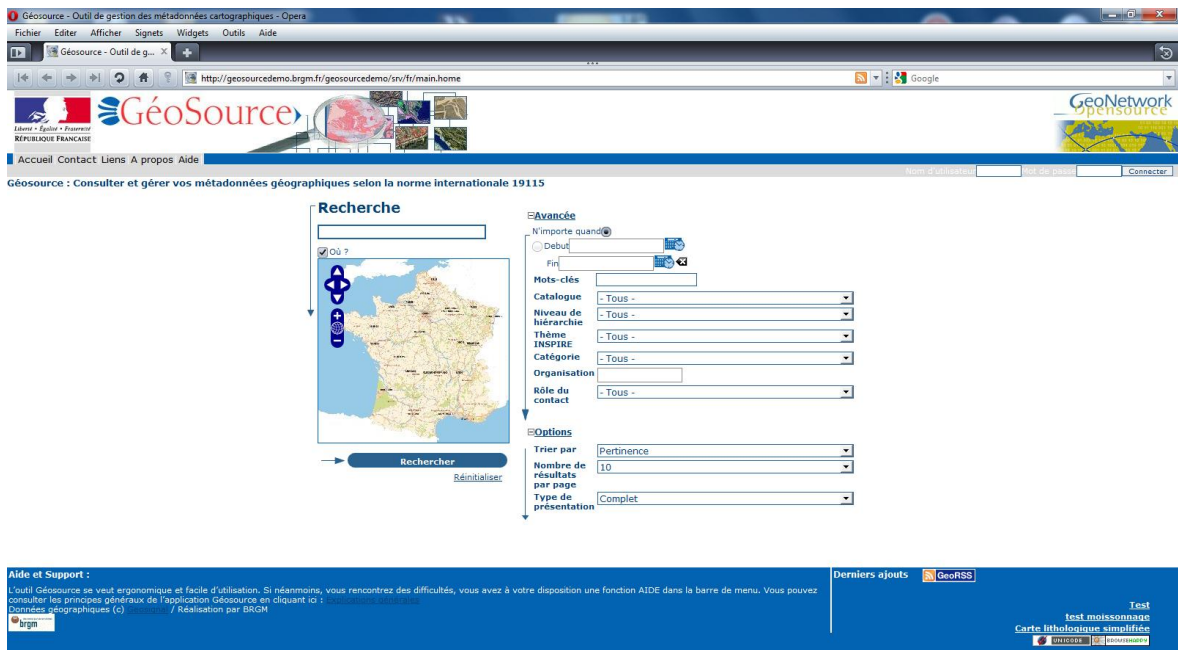 Géosource - Outil de gestion des métadonnées cartographiques - Opera
Fichier Editer Afficher Signets Widgets Outils Aide
Géosource - Outil de g...
http://geosourcedemo.brgm.fr/geosourcedemo/srv/fr/main.home
Google
Liberté • Égalité • Fraternité
RÉPUBLIQUE FRANÇAISE
GéoSource
GeoNetwork
Opensource
Accueil Contact Liens A propos Aide
Nom d'utilisateur Mot de passe Connecter
Géosource : Consulter et gérer vos métadonnées géographiques selon la norme internationale 19115
Recherche
Où ?
Rechercher
Réinitialiser
Avancée
N'importe quand
Debut
Fin
Mots-clés
Catalogue - Tous -
Niveau de hiérarchie - Tous -
Thème INSPIRE - Tous -
Catégorie - Tous -
Organisation
Rôle du contact - Tous -
Options
Trier par Pertinence
Nombre de résultats par page 10
Type de présentation Complet
Aide et Support :
L'outil Géosource se veut ergonomique et facile d'utilisation. Si néanmoins, vous rencontrez des difficultés, vous avez à votre disposition une fonction AIDE dans la barre de menu. Vous pouvez
consulter les principes généraux de l'application Géosource en cliquant ici :
Données géographiques (c) / Réalisation par BRGM
brgm
Derniers ajouts GeoRSS
Test
test moissonnage
Carte lithologique simplifiée
UNICODE BROWSEHAPPY